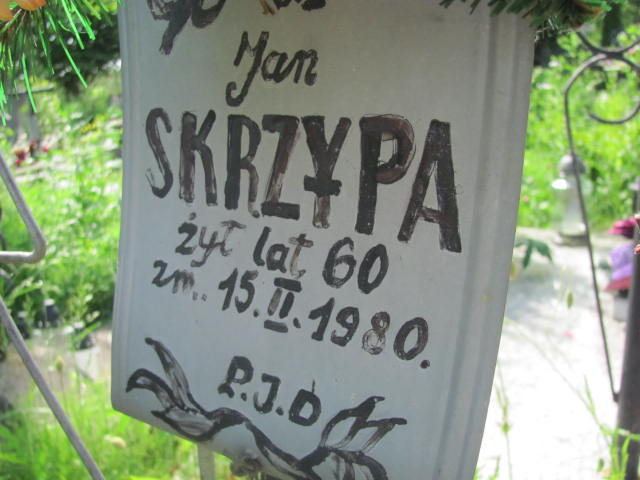 Jan
SKRZYPA
żył lat 60
zm. 15.II.1980.
P.J.D